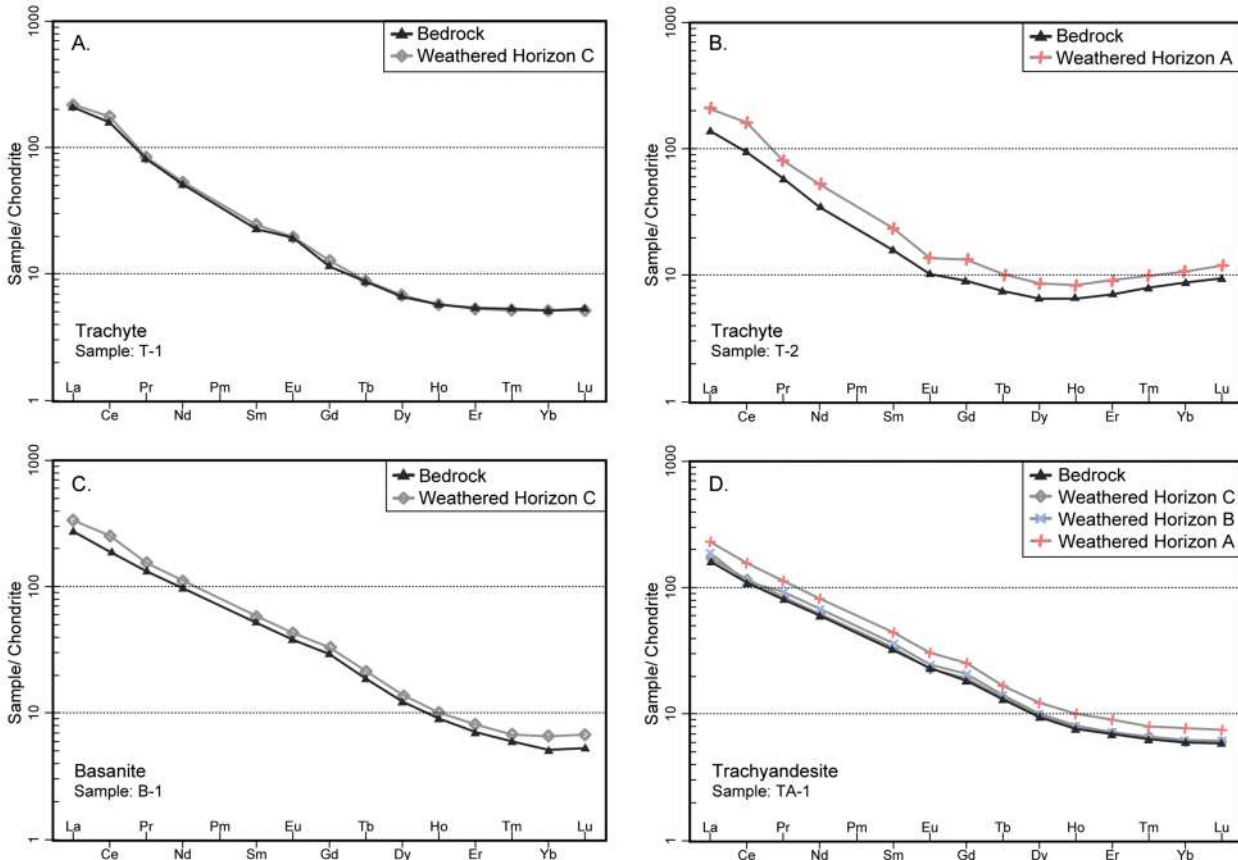 A.
Bedrock
Weathered Horizon C
Sample/ Chondrite
1000
100
10
1
Trachyte
Sample: T-1
La Pr Pm Eu Tb Ho Tm Lu
Ce Nd Sm Gd Dy Er Yb
B.
Bedrock
Weathered Horizon A
Sample/ Chondrite
1000
100
10
1
Trachyte
Sample: T-2
La Pr Pm Eu Tb Ho Tm Lu
Ce Nd Sm Gd Dy Er Yb
C.
Bedrock
Weathered Horizon C
Sample/ Chondrite
1000
100
10
1
Basanite
Sample: B-1
La Pr Pm Eu Tb Ho Tm Lu
Ce Nd Sm Gd Dy Er Yb
D.
Bedrock
Weathered Horizon C
Weathered Horizon B
Weathered Horizon A
Sample/ Chondrite
1000
100
10
1
Trachyandesite
Sample: TA-1
La Pr Pm Eu Tb Ho Tm Lu
Ce Nd Sm Gd Dy Er Yb